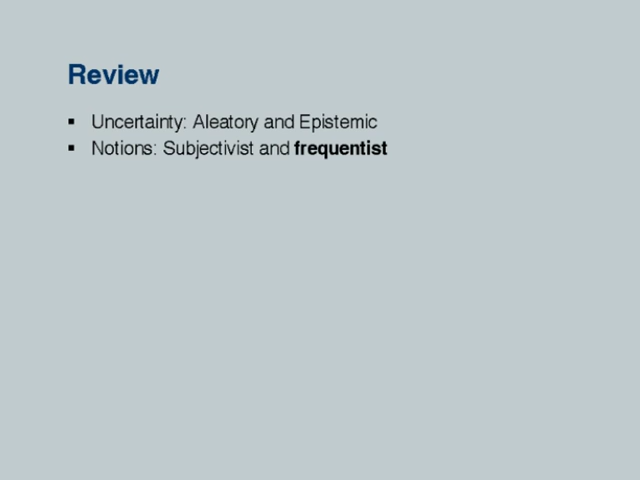 Review
▪ Uncertainty: Aleatory and Epistemic
▪ Notions: Subjectivist and frequentist